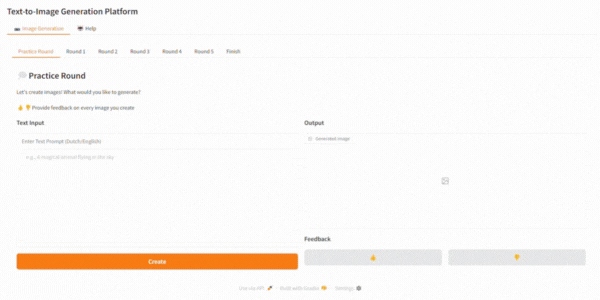 Text-to-Image Generation Platform
Image Generation Help
Practice Round Round 1 Round 2 Round 3 Round 4 Round 5 Finish
Practice Round
Let's create images! What would you like to generate?
Provide feedback on every image you create
Text Input
Enter Text Prompt (Dutch/English)
e.g., a magical animal flying in the sky
Output
Generated Image
Feedback
Create
Use via API · Built with Gradio · Settings